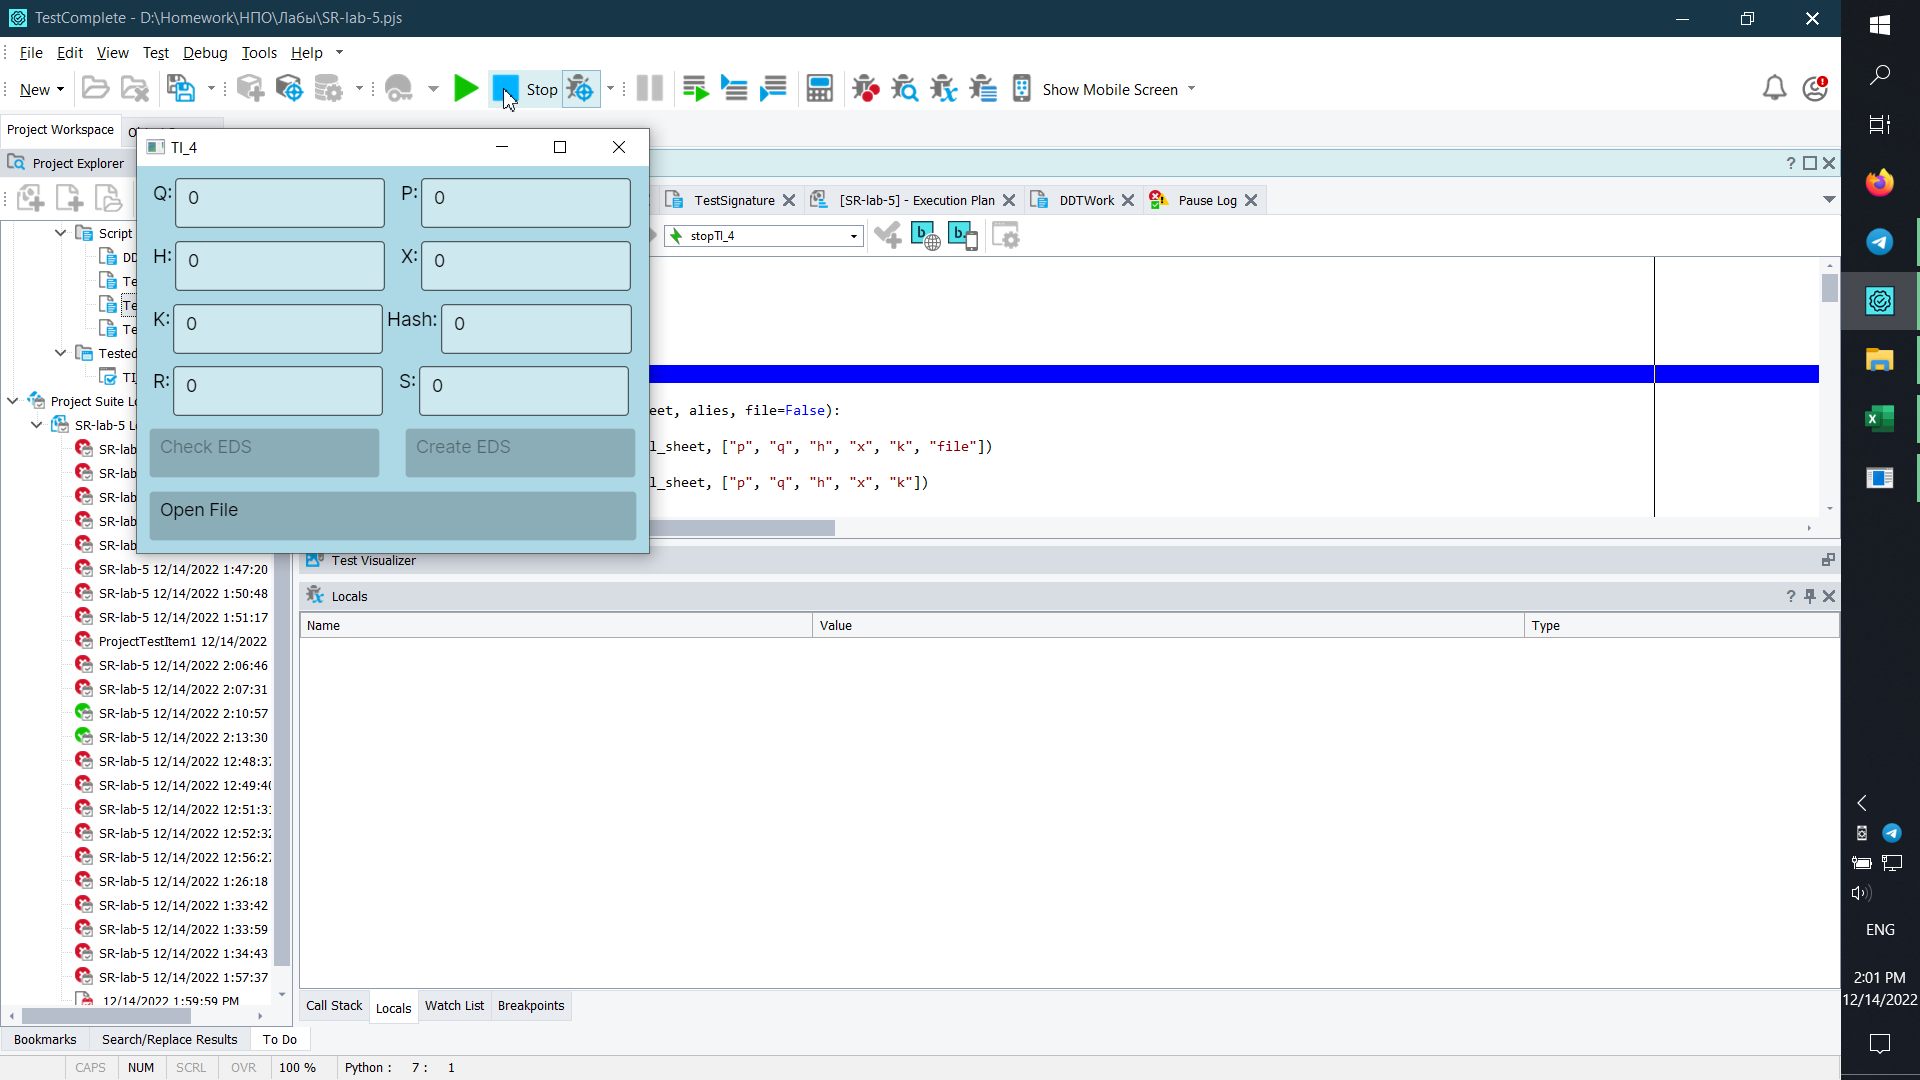 TestComplete - D:\Homework\НПО\Лабы\SR-lab-5.pjs
File Edit View Test Debug Tools Help
New Stop Show Mobile Screen
Project Workspace
Project Explorer
TestSignature [SR-lab-5] - Execution Plan DDTWork Pause Log
stopTI_4
TI_4
Q: 0 P: 0
H: 0 X: 0
K: 0 Hash: 0
R: 0 S: 0
Check EDS Create EDS
Open File
Script
DD
Te
Te
Te
Tested
TI_
Project Suite Lo
SR-lab-5 L
SR-lab
SR-lab
SR-lab
SR-lab
SR-lab
SR-lab-5 12/14/2022 1:47:20
SR-lab-5 12/14/2022 1:50:48
SR-lab-5 12/14/2022 1:51:17
ProjectTestItem1 12/14/2022
SR-lab-5 12/14/2022 2:06:46
SR-lab-5 12/14/2022 2:07:31
SR-lab-5 12/14/2022 2:10:57
SR-lab-5 12/14/2022 2:13:30
SR-lab-5 12/14/2022 12:48:37
SR-lab-5 12/14/2022 12:49:40
SR-lab-5 12/14/2022 12:51:31
SR-lab-5 12/14/2022 12:52:32
SR-lab-5 12/14/2022 12:56:27
SR-lab-5 12/14/2022 1:26:18
SR-lab-5 12/14/2022 1:33:42
SR-lab-5 12/14/2022 1:33:59
SR-lab-5 12/14/2022 1:34:43
SR-lab-5 12/14/2022 1:57:37
12/14/2022 1:59:59 PM
eet, alies, file=False):
l_sheet, ["p", "q", "h", "x", "k", "file"])
l_sheet, ["p", "q", "h", "x", "k"])
Test Visualizer
Locals
Name Value Type
Call Stack Locals Watch List Breakpoints
Bookmarks Search/Replace Results To Do
CAPS NUM SCRL OVR 100 % Python : 7 : 1
ENG
2:01 PM
12/14/2022